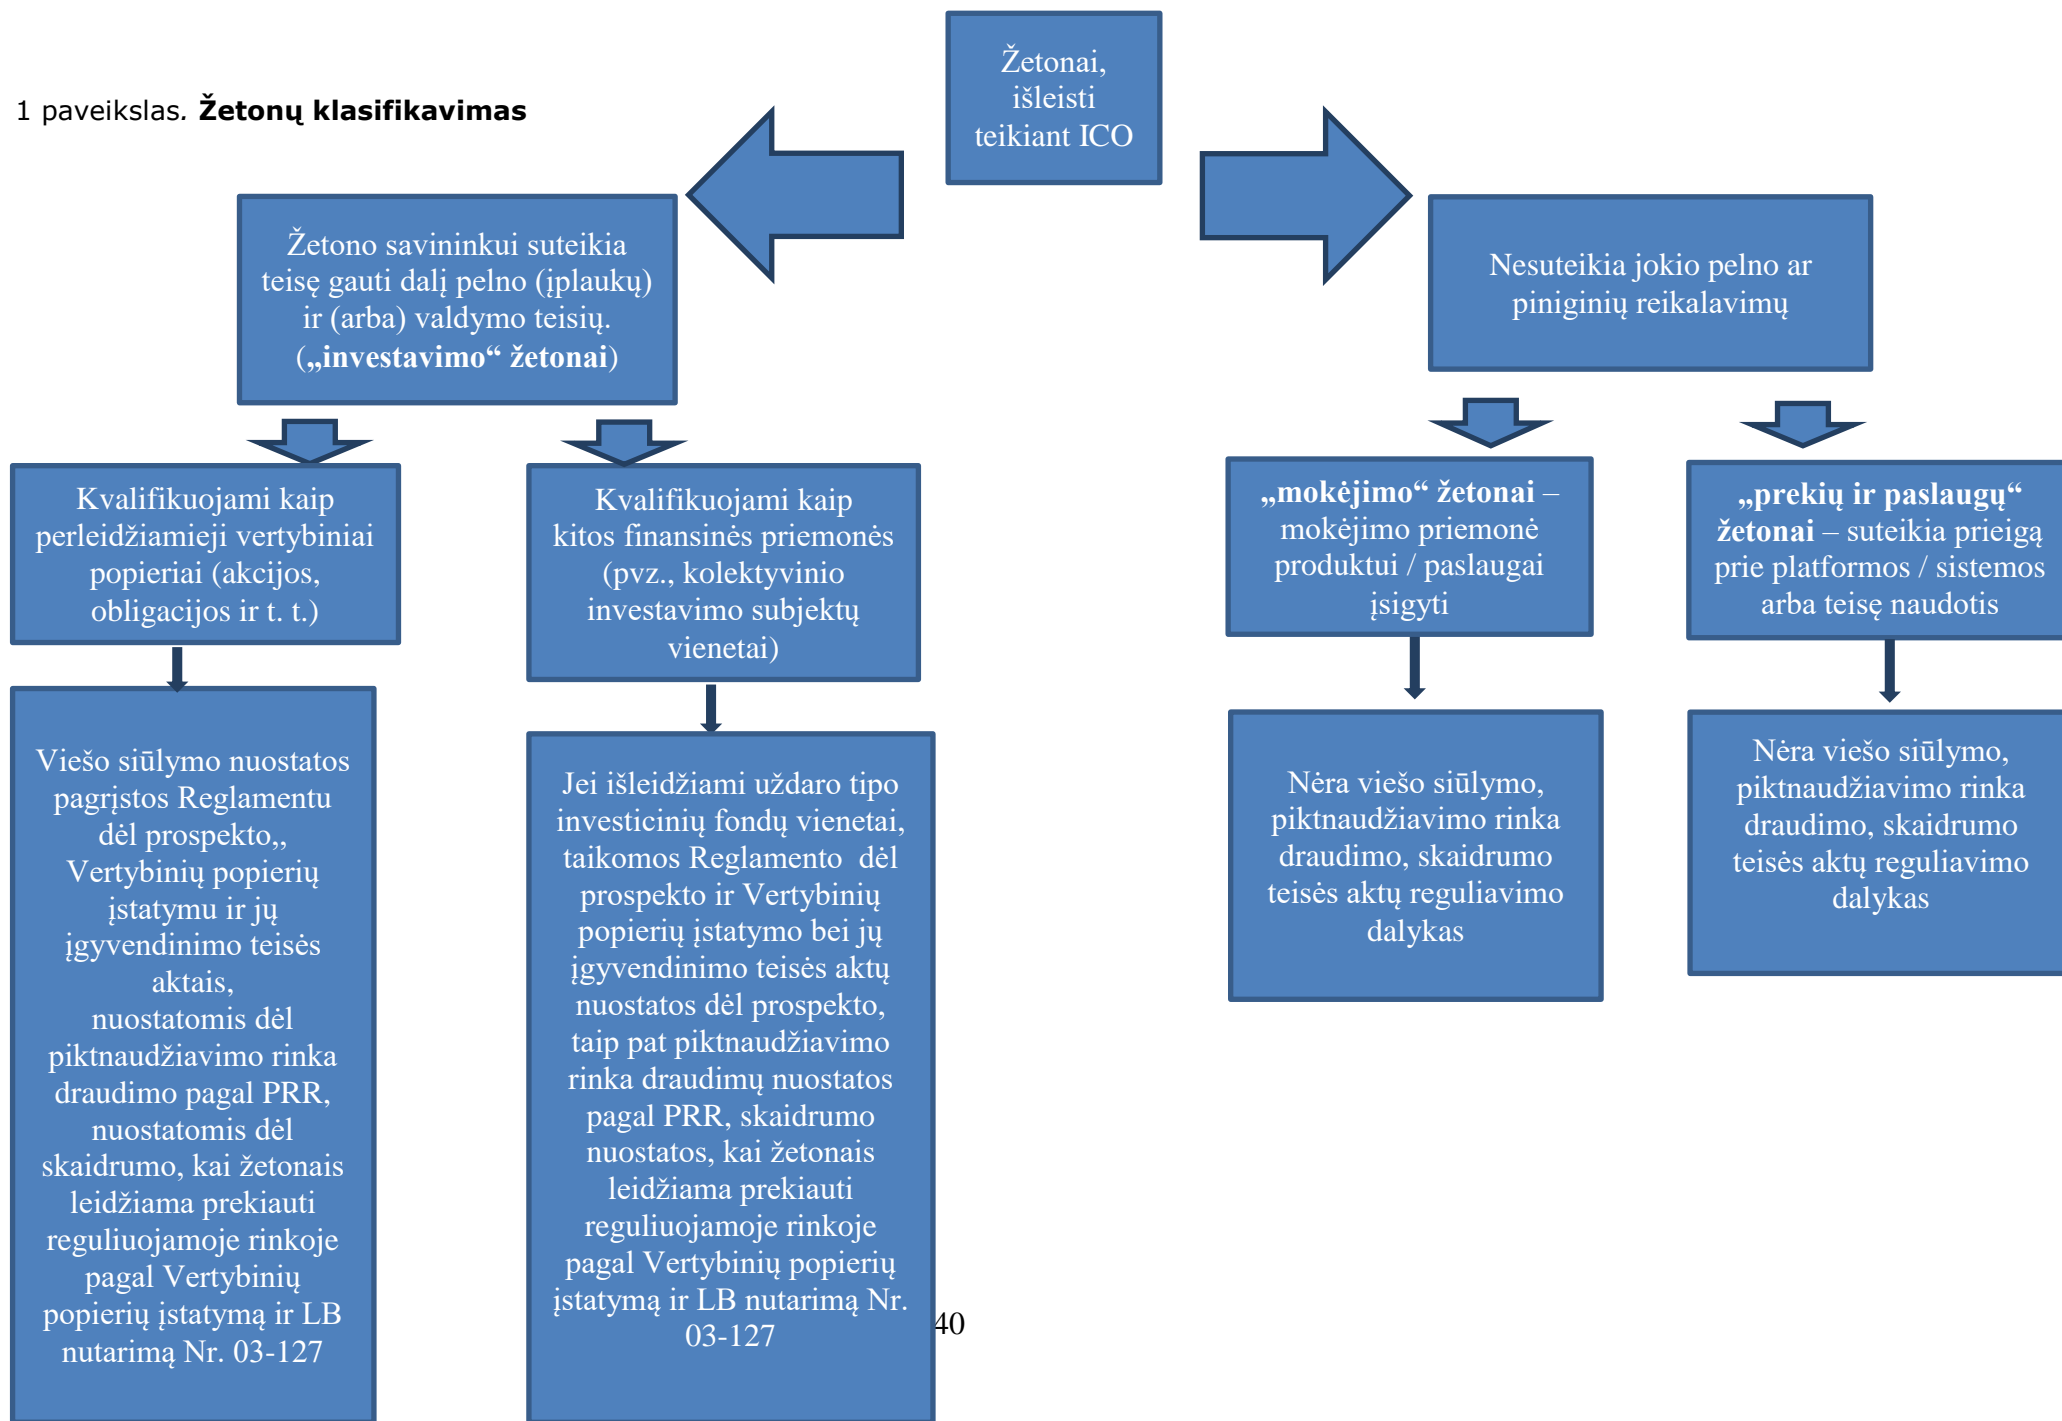 1 paveikslas. Žetonų klasifikavimas
Žetonai,
išleisti
teikiant ICO
Žetono savininkui suteikia
teisę gauti dalį pelno (įplaukų)
ir (arba) valdymo teisių.
(„investavimo“ žetonai)
Nesuteikia jokio pelno ar
piniginių reikalavimų
Kvalifikuojami kaip
perleidžiamieji vertybiniai
popieriai (akcijos,
obligacijos ir t. t.)
Kvalifikuojami kaip
kitos finansinės priemonės
(pvz., kolektyvinio
investavimo subjektų
vienetai)
„mokėjimo“ žetonai –
mokėjimo priemonė
produktui / paslaugai
įsigyti
„prekių ir paslaugų“
žetonai – suteikia prieigą
prie platformos / sistemos
arba teisę naudotis
Viešo siūlymo nuostatos
pagrįstos Reglamentu
dėl prospekto,,
Vertybinių popierių
įstatymu ir jų
įgyvendinimo teisės
aktais,
nuostatomis dėl
piktnaudžiavimo rinka
draudimo pagal PRR,
nuostatomis dėl
skaidrumo, kai žetonais
leidžiama prekiauti
reguliuojamoje rinkoje
pagal Vertybinių
popierių įstatymą ir LB
nutarimą Nr. 03-127
Jei išleidžiami uždaro tipo
investicinių fondų vienetai,
taikomos Reglamento  dėl
prospekto ir Vertybinių
popierių įstatymo bei jų
įgyvendinimo teisės aktų
nuostatos dėl prospekto,
taip pat piktnaudžiavimo
rinka draudimų nuostatos
pagal PRR, skaidrumo
nuostatos, kai žetonais
leidžiama prekiauti
reguliuojamoje rinkoje
pagal Vertybinių popierių
įstatymą ir LB nutarimą Nr.
03-127
Nėra viešo siūlymo,
piktnaudžiavimo rinka
draudimo, skaidrumo
teisės aktų reguliavimo
dalykas
Nėra viešo siūlymo,
piktnaudžiavimo rinka
draudimo, skaidrumo
teisės aktų reguliavimo
dalykas
40